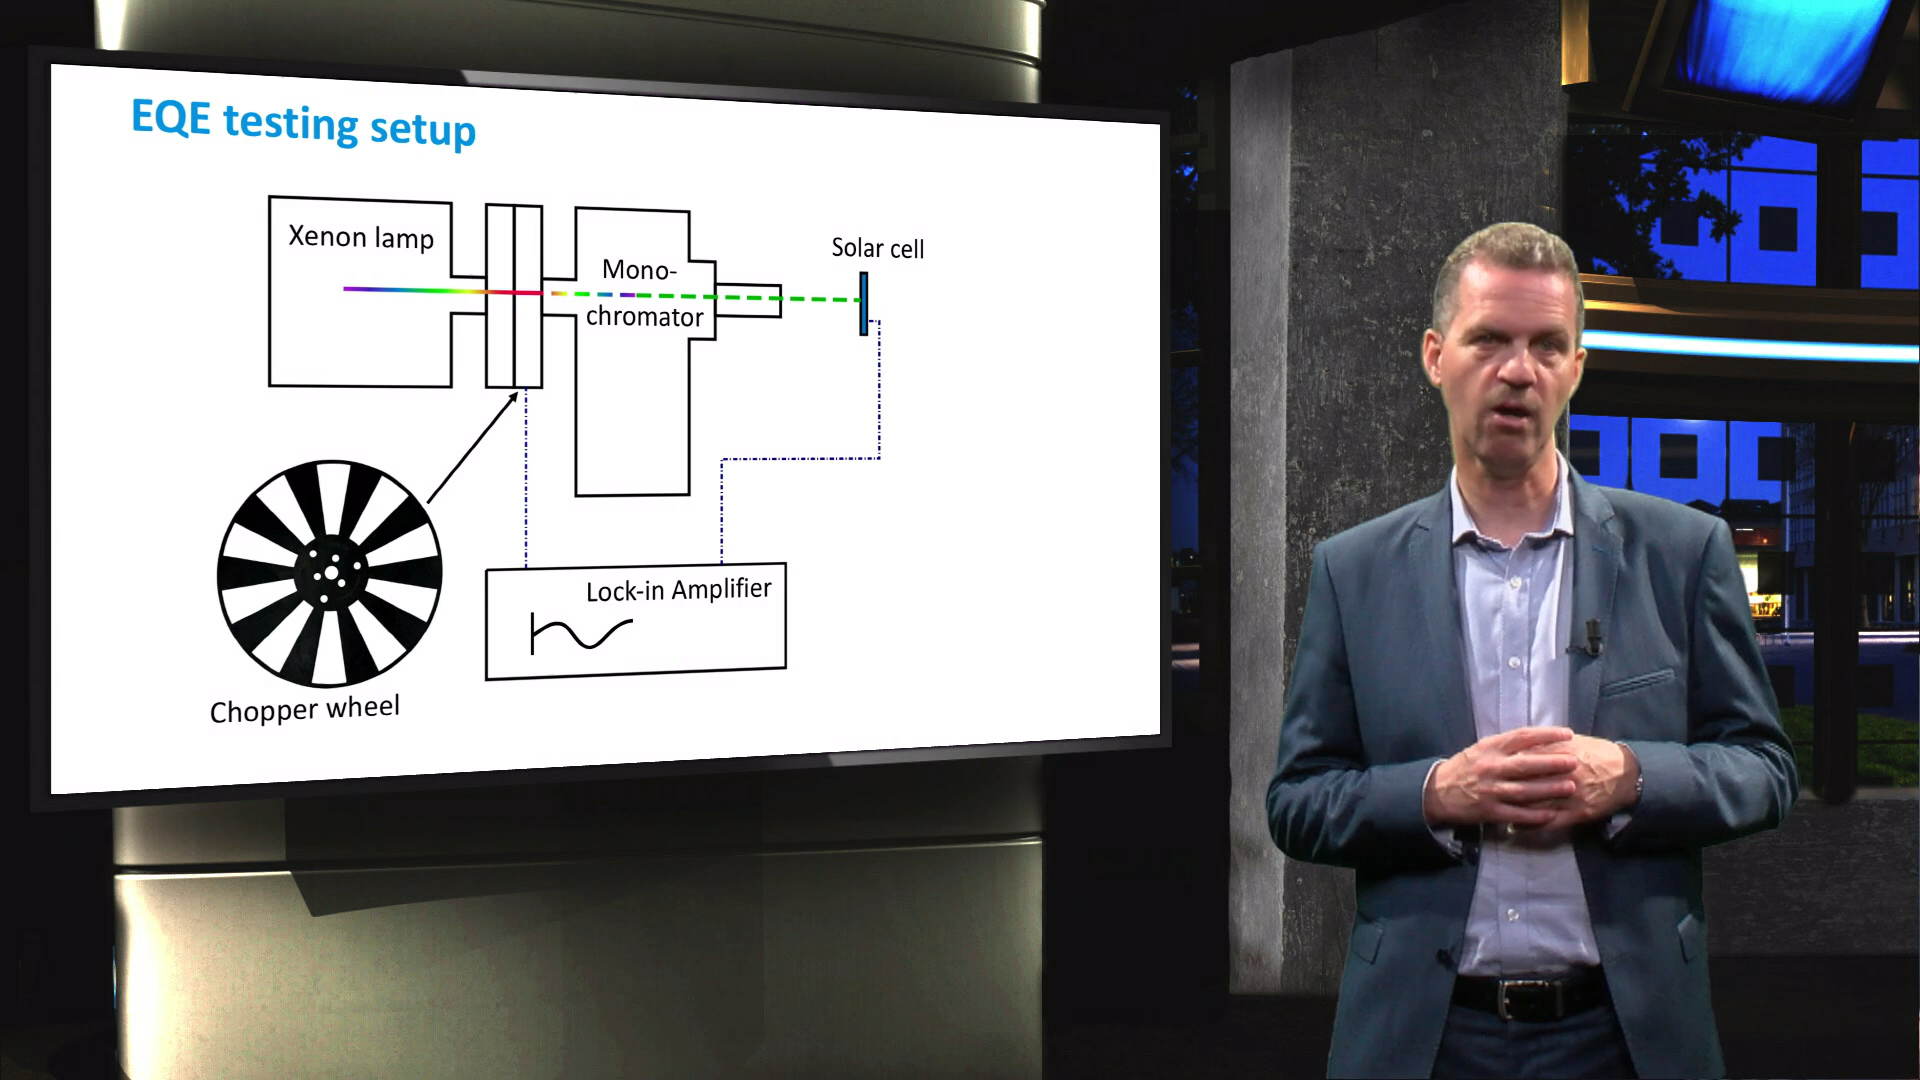 EQE testing setup
Xenon lamp
Mono-
chromator
Solar cell
Lock-in Amplifier
Chopper wheel